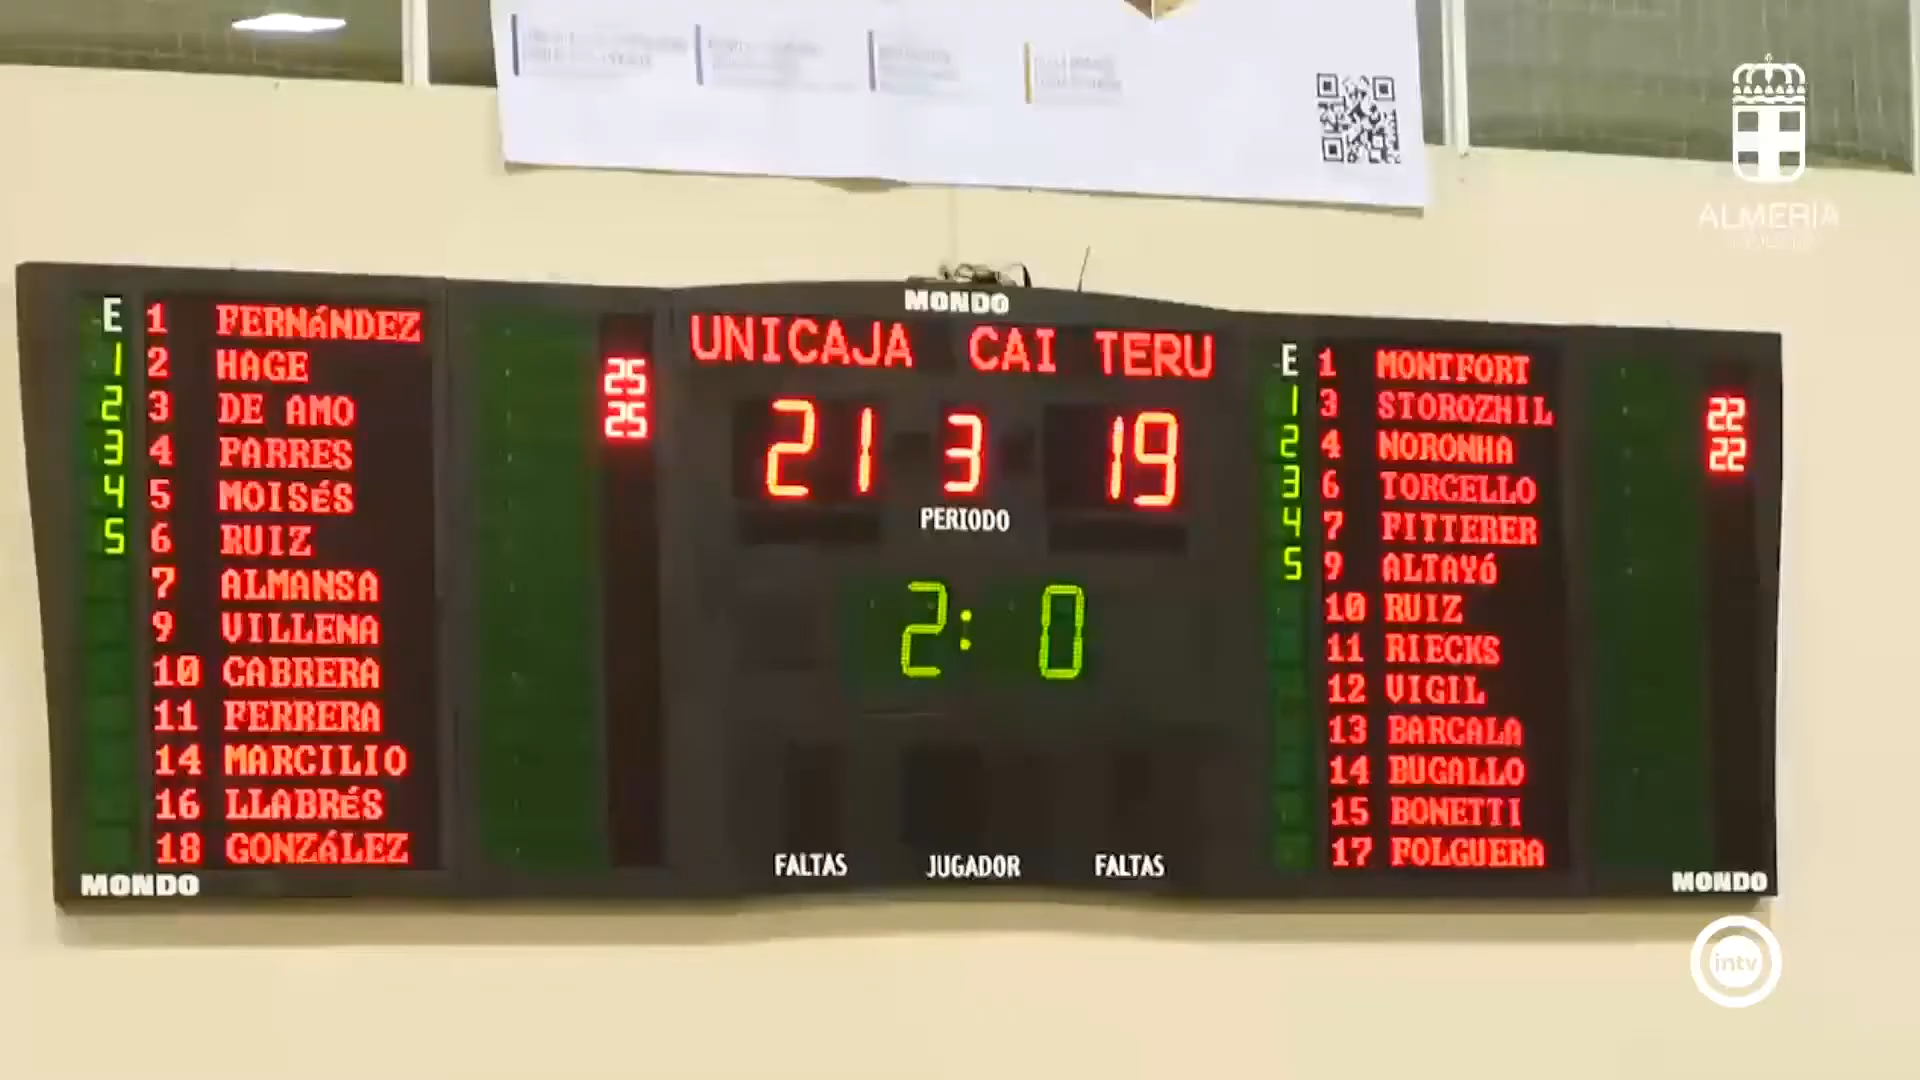 ALMERÍA
MONDO
UNICAJA CAI TERU
21 3 19
PERIODO
2: 0
FALTAS JUGADOR FALTAS
E 1 FERNÁNDEZ
1 2 HAGE 25
2 3 DE AMO 25
3 4 PARRES
4 5 MOISÉS
5 6 RUIZ
7 ALMANSA
9 VILLENA
10 CABRERA
11 FERRERA
14 MARCILIO
16 LLABRÉS
18 GONZÁLEZ
MONDO
E 1 MONTFORT
1 3 STOROZHIL 22
2 4 NORONHA 22
3 6 TORCELLO
4 7 FITTERER
5 9 ALTAYÓ
10 RUIZ
11 RIECKS
12 VIGIL
13 BARCALA
14 BUGALLO
15 BONETTI
17 FOLGUERA
MONDO
intv